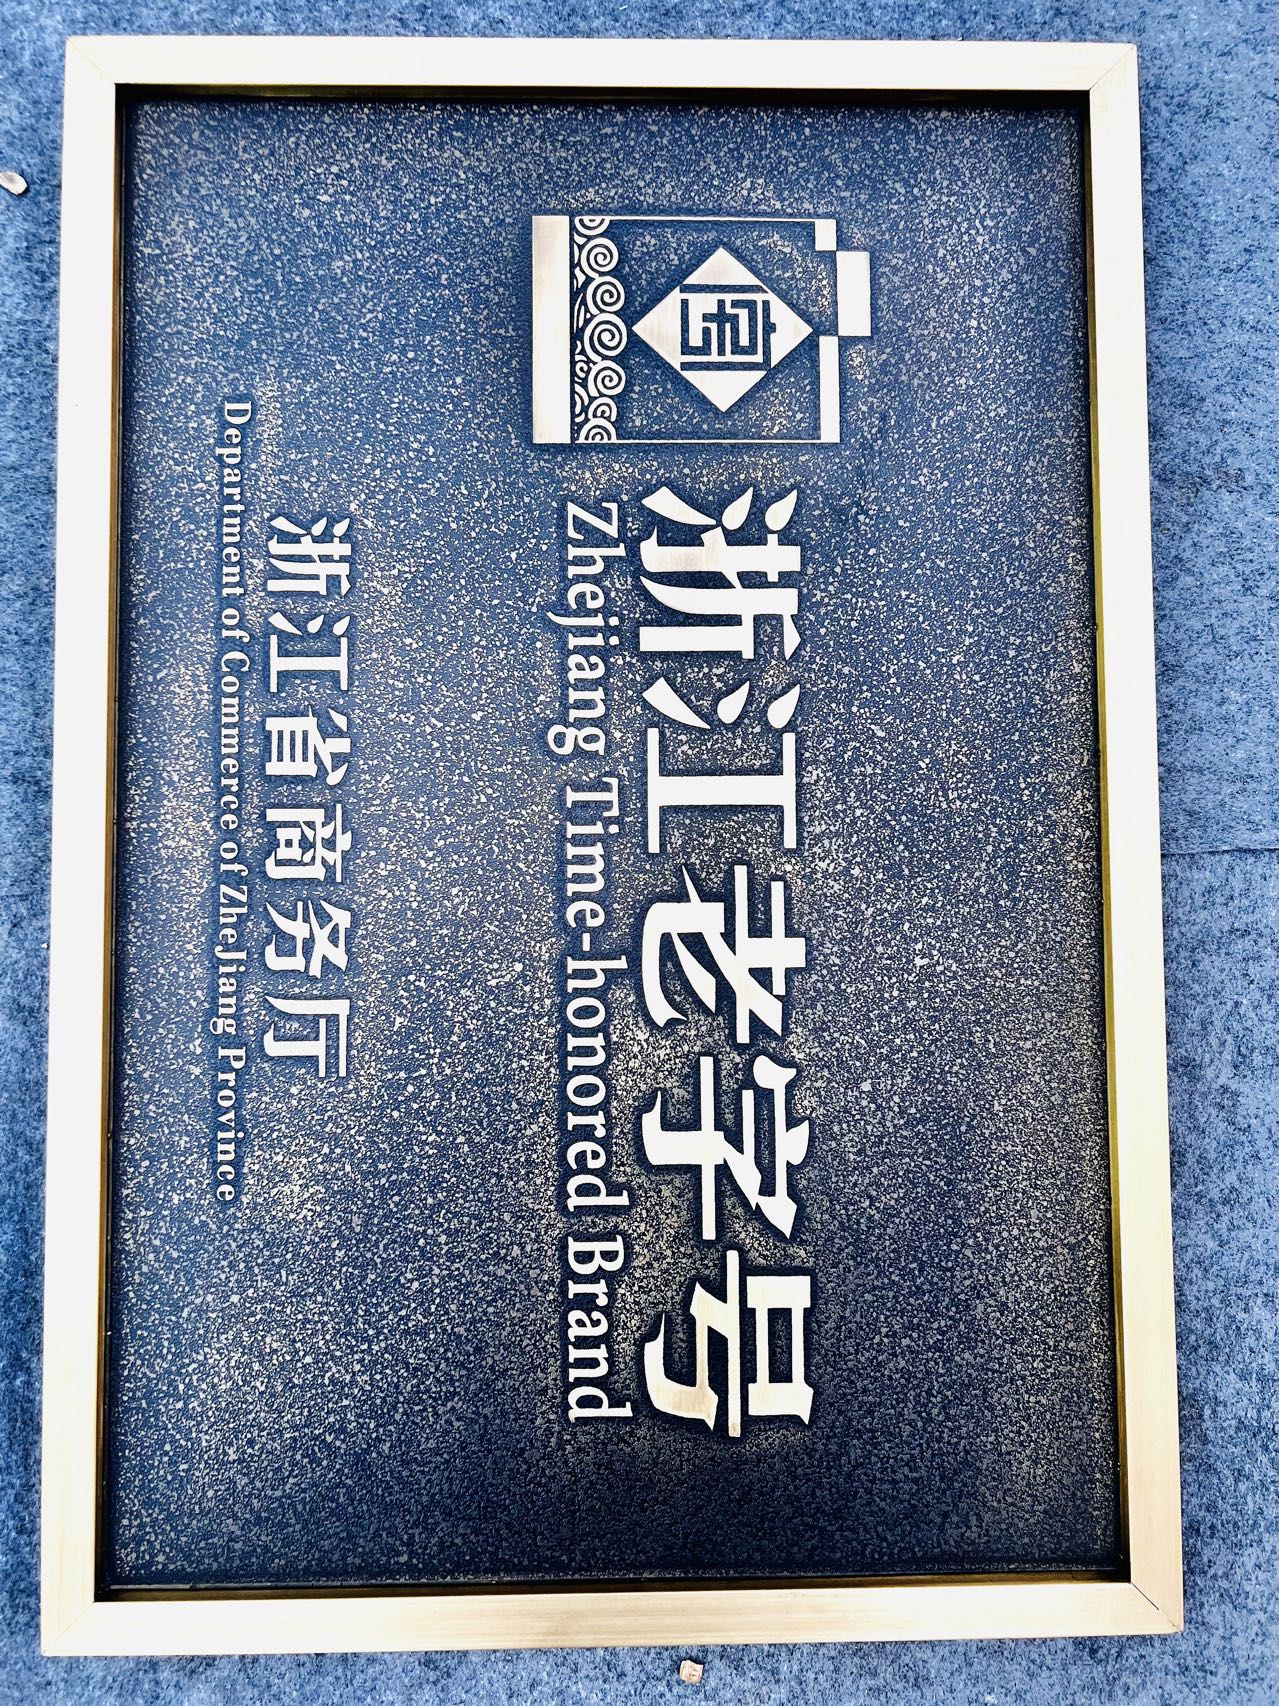 浙江老字号
Zhejiang Time-honored Brand
浙江省商务厅
Department of Commerce of Zhejiang Province